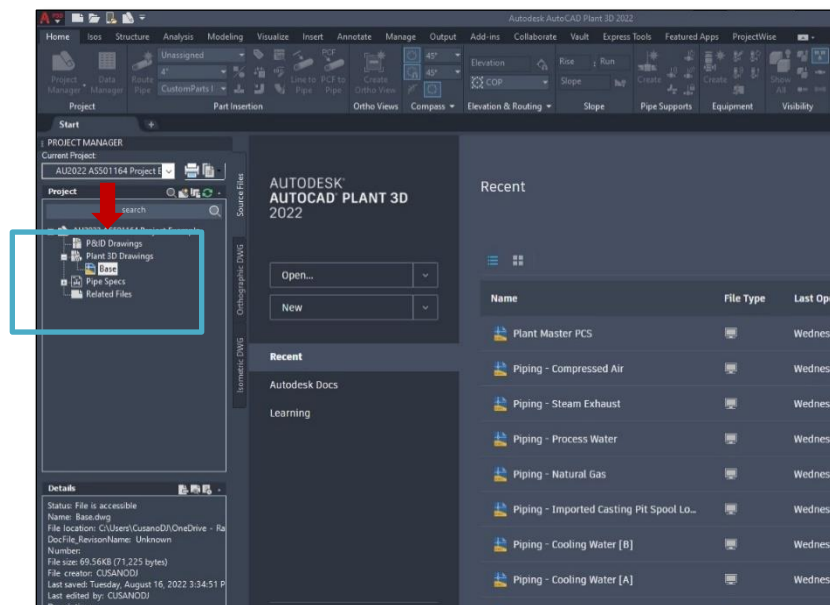 Autodesk AutoCAD Plant 3D 2022
Home Isos Structure Analysis Modeling Visualize Insert Annotate Manage Output Add-ins Collaborate Vault Express Tools Featured Apps ProjectWise
Project Manager
Data Manager
Route Pipe
Unassigned
4"
CustomParts I
Line to Pipe
PCF to Pipe
PCF
Create Ortho View
45°
45°
Elevation
COP
Rise : Run
Slope
Create
Create
Show All
Project Part Insertion Ortho Views Compass Elevation & Routing Slope Pipe Supports Equipment Visibility
Start
PROJECT MANAGER
Current Project:
AU2022 AS501164 Project E
Project
search
P&ID Drawings
Plant 3D Drawings
Base
Pipe Specs
Related Files
Source Files
Orthographic DWG
Isometric DWG
Details
Status: File is accessible
Name: Base.dwg
File location: C:\Users\CusanoDJ\OneDrive - Ra
DocFile_RevisonName: Unknown
Number:
File size: 69.56KB (71,225 bytes)
File creator: CUSANODJ
Last saved: Tuesday, August 16, 2022 3:34:51 P
Last edited by: CUSANODJ
AUTODESK®
AUTOCAD® PLANT 3D
2022
Open...
New
Recent
Autodesk Docs
Learning
Recent
Name File Type Last Op
Plant Master PCS Wednes
Piping - Compressed Air Wednes
Piping - Steam Exhaust Wednes
Piping - Process Water Wednes
Piping - Natural Gas Wednes
Piping - Imported Casting Pit Spool Lo... Wednes
Piping - Cooling Water [B] Wednes
Piping - Cooling Water [A] Wednes